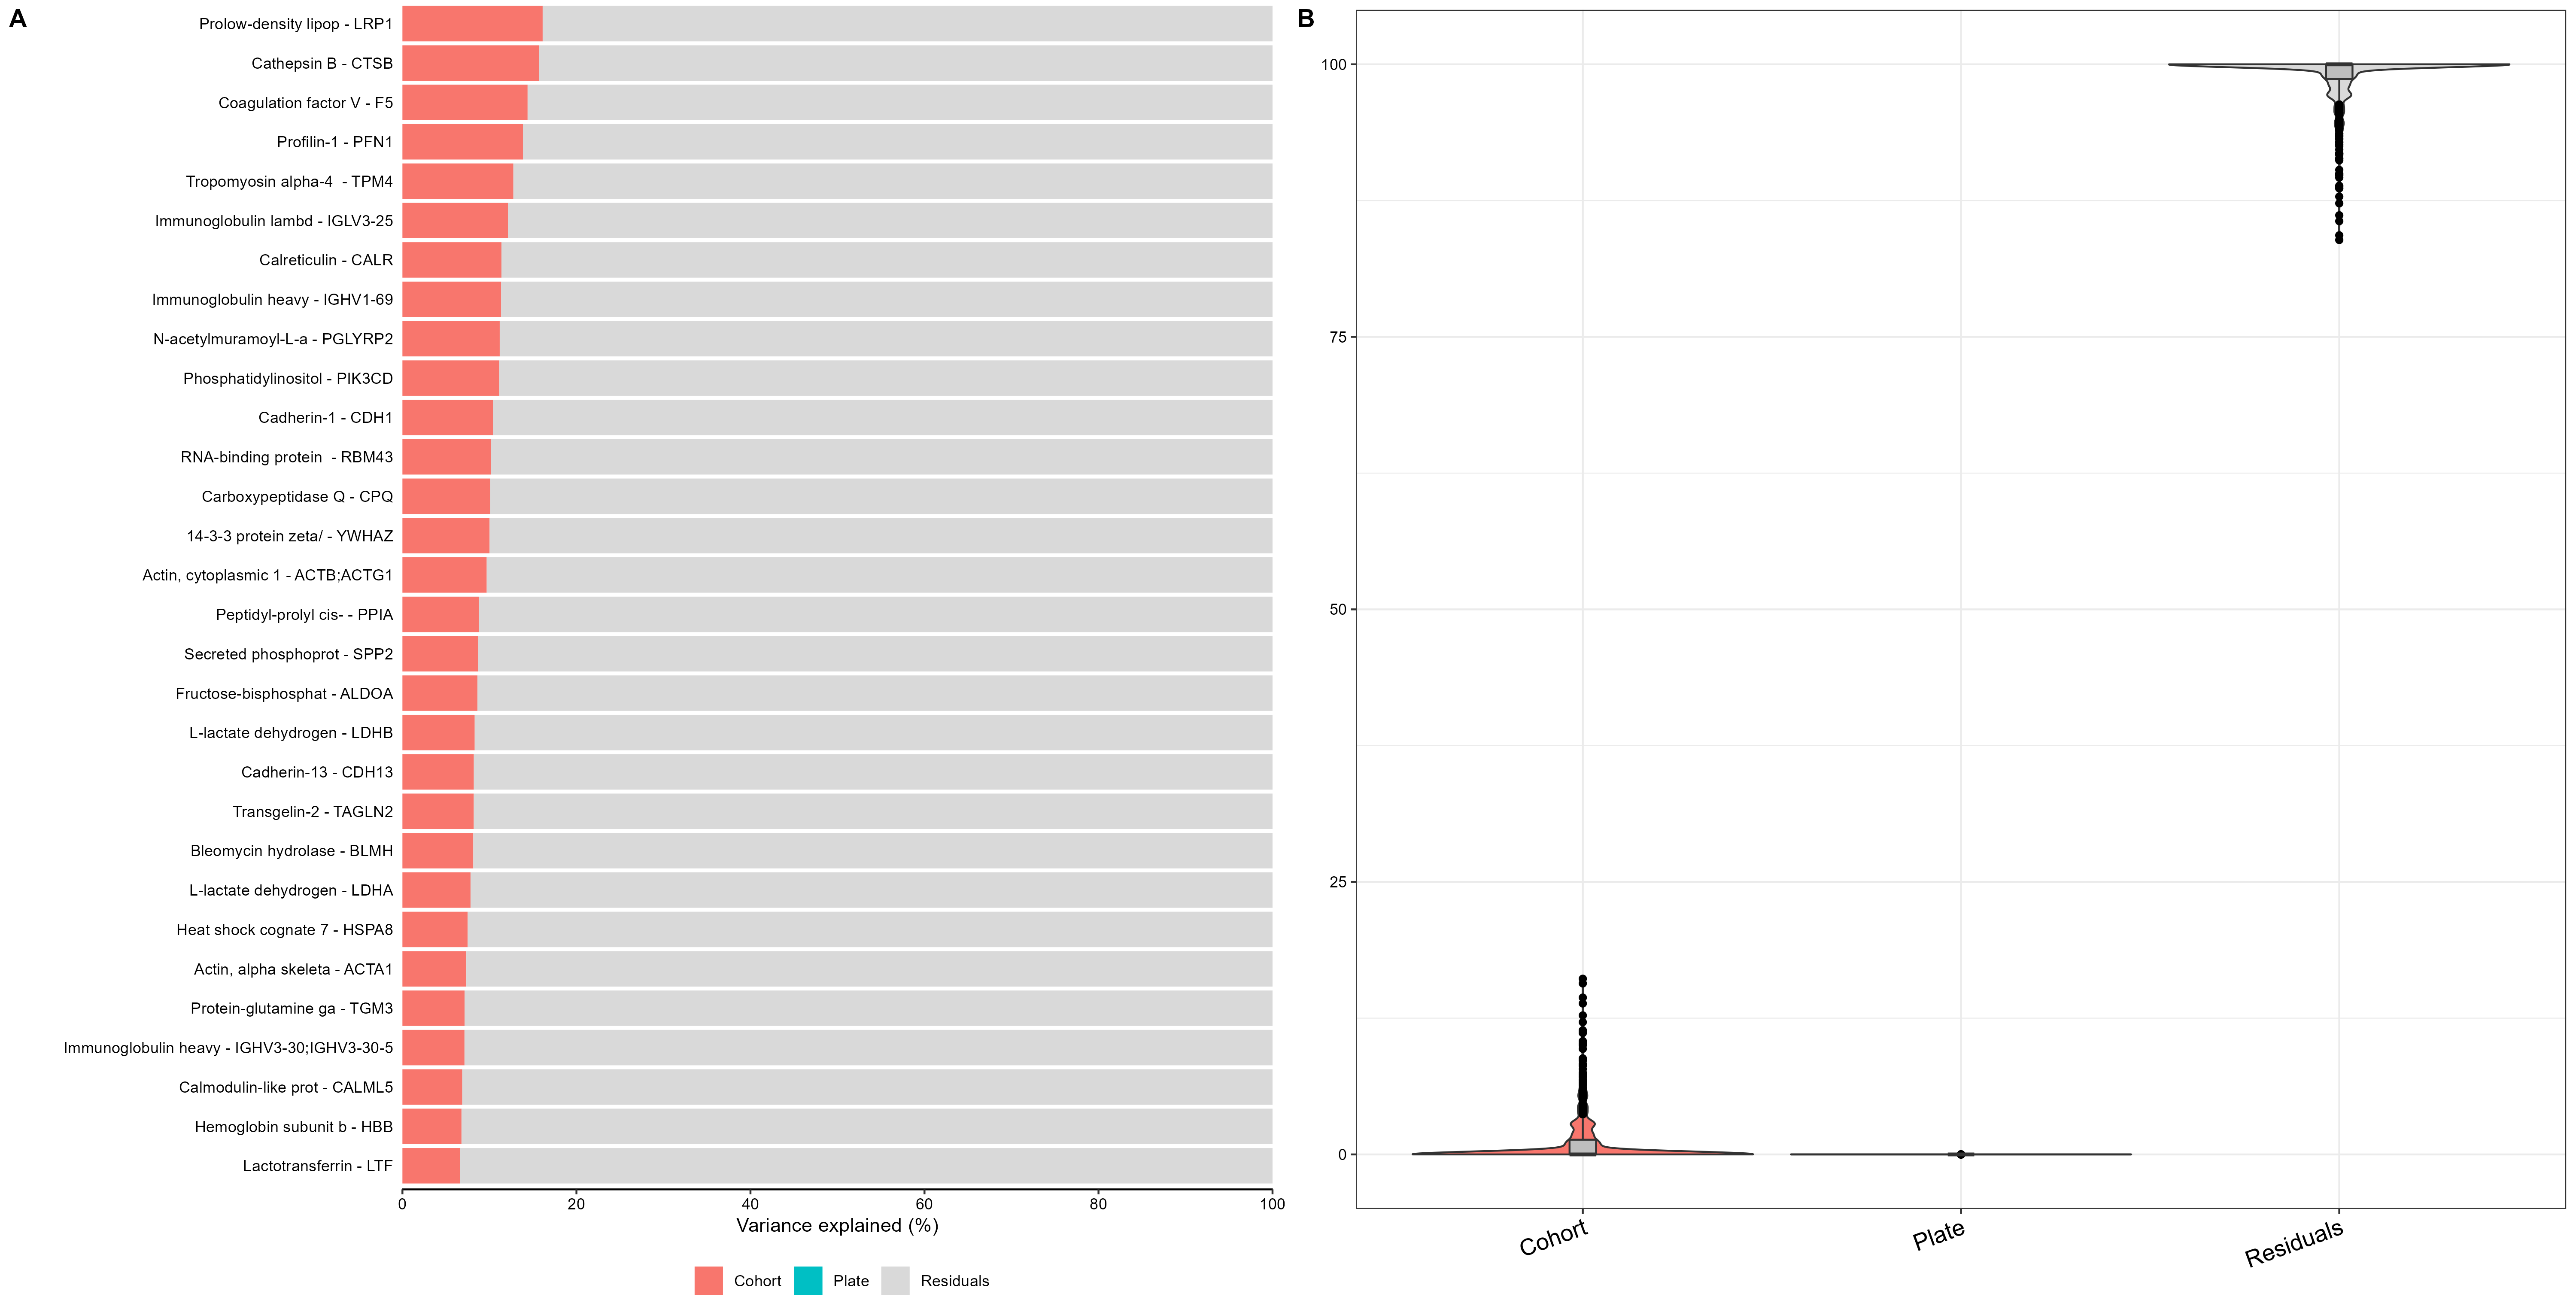 A
Prolow-density lipop - LRP1
Cathepsin B - CTSB
Coagulation factor V - F5
Profilin-1 - PFN1
Tropomyosin alpha-4  - TPM4
Immunoglobulin lambd - IGLV3-25
Calreticulin - CALR
Immunoglobulin heavy - IGHV1-69
N-acetylmuramoyl-L-a - PGLYRP2
Phosphatidylinositol - PIK3CD
Cadherin-1 - CDH1
RNA-binding protein  - RBM43
Carboxypeptidase Q - CPQ
14-3-3 protein zeta/ - YWHAZ
Actin, cytoplasmic 1 - ACTB;ACTG1
Peptidyl-prolyl cis- - PPIA
Secreted phosphoprot - SPP2
Fructose-bisphosphat - ALDOA
L-lactate dehydrogen - LDHB
Cadherin-13 - CDH13
Transgelin-2 - TAGLN2
Bleomycin hydrolase - BLMH
L-lactate dehydrogen - LDHA
Heat shock cognate 7 - HSPA8
Actin, alpha skeleta - ACTA1
Protein-glutamine ga - TGM3
Immunoglobulin heavy - IGHV3-30;IGHV3-30-5
Calmodulin-like prot - CALML5
Hemoglobin subunit b - HBB
Lactotransferrin - LTF
0 20 40 60 80 100
Variance explained (%)
Cohort Plate Residuals
B
100
75
50
25
0
Cohort Plate Residuals